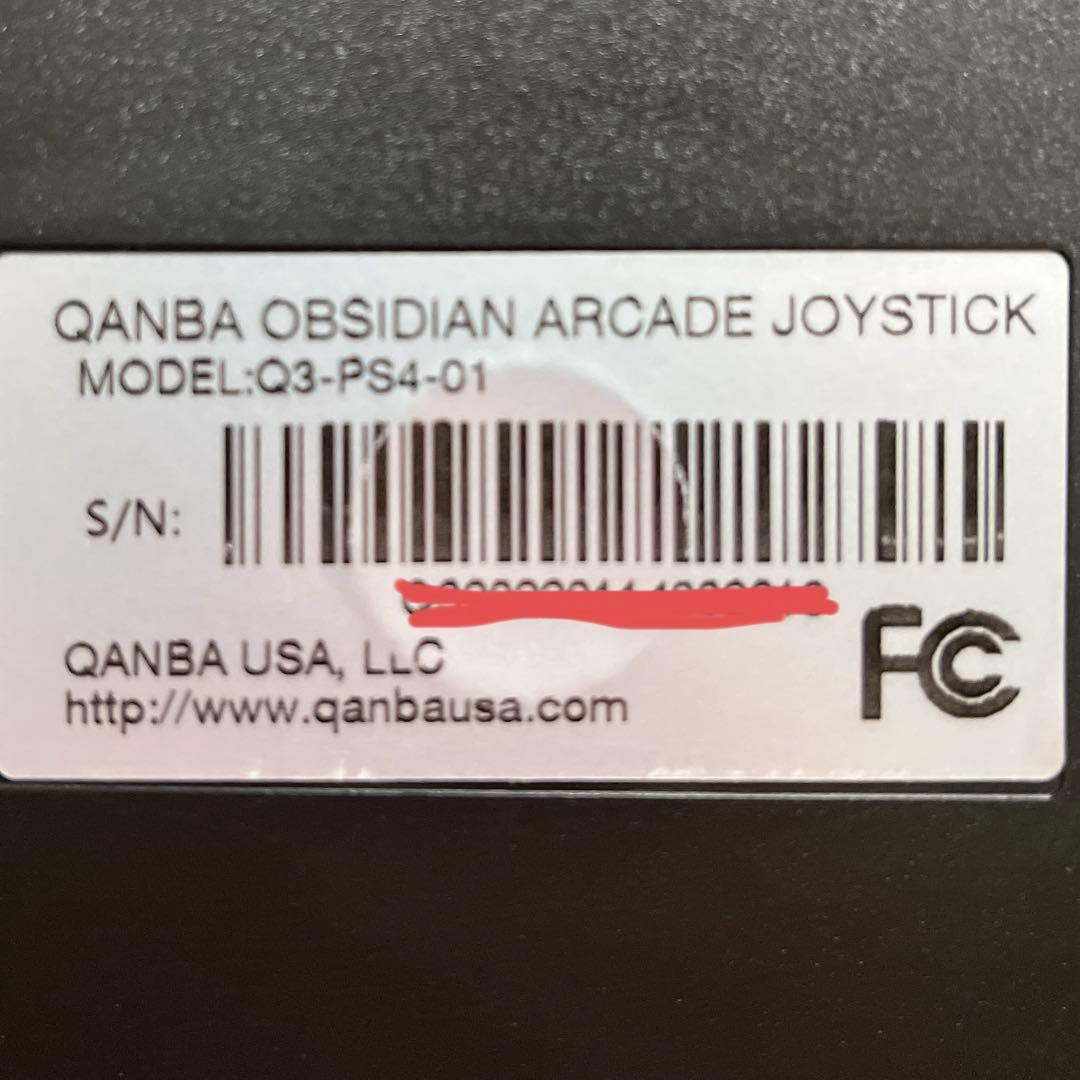 QANBA OBSIDIAN ARCADE JOYSTICK
MODEL:Q3-PS4-01
S/N:
QANBA USA, LLC
http://www.qanbausa.com
FC